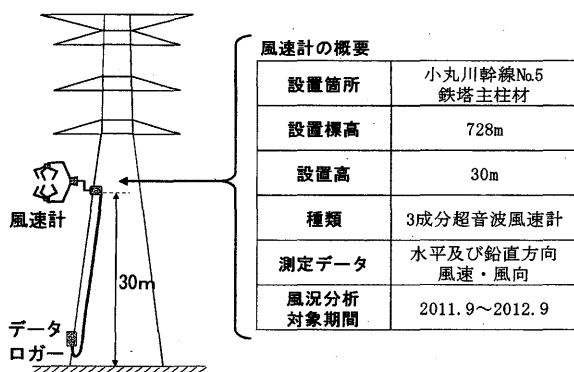 風速計の概要
設置箇所
小丸川幹線№5
鉄塔主柱材
設置標高
728m
設置高
30m
種類
3成分超音波風速計
測定データ
水平及び鉛直方向
風速・風向
風況分析
対象期間
2011.9～2012.9
風速計
30m
データ
ロガー